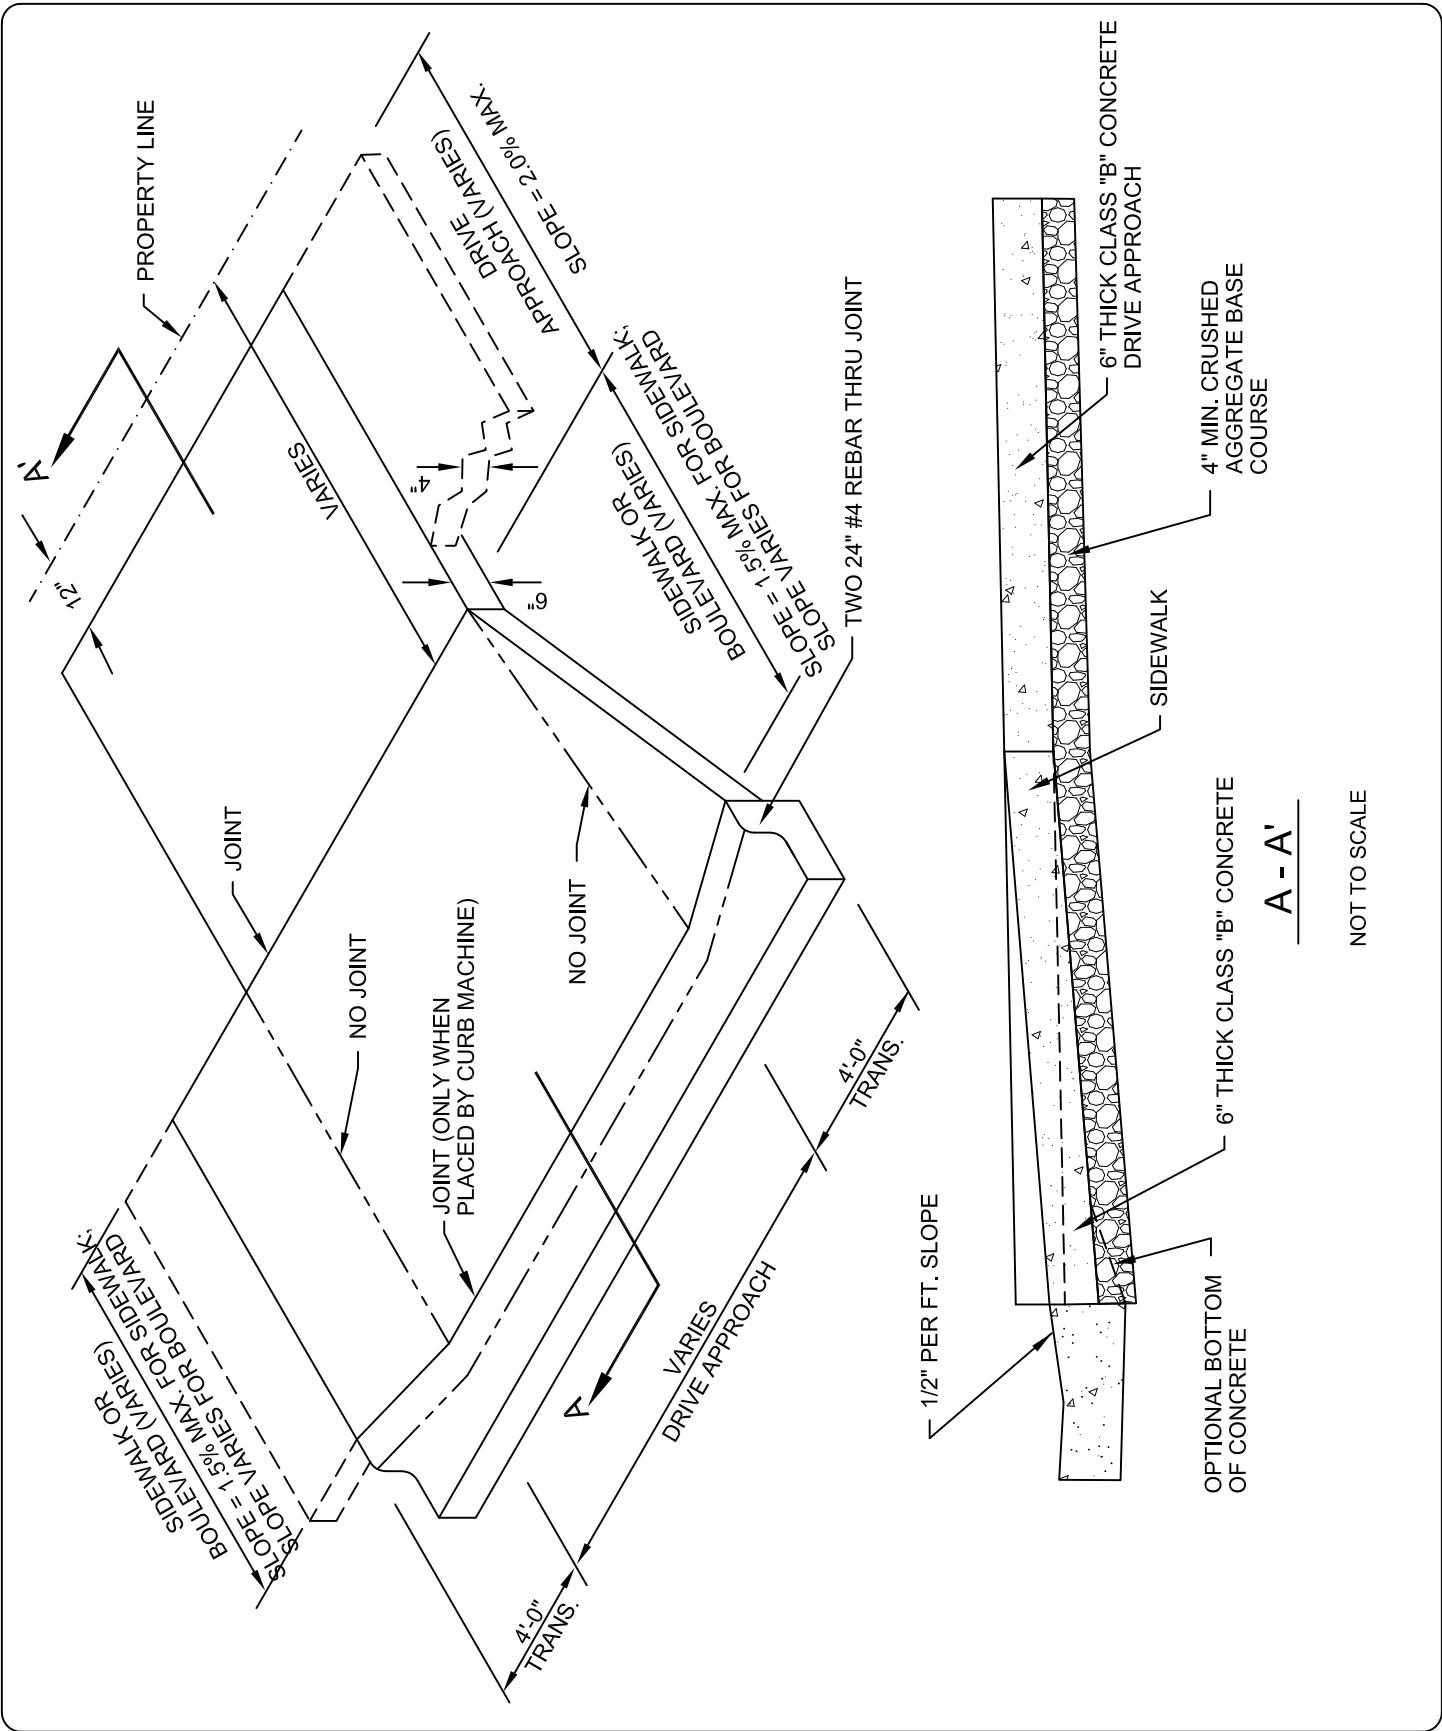 SIDEWALK OR
BOULEVARD (VARIES)
SLOPE = 1.5% MAX. FOR SIDEWALK.;
SLOPE VARIES FOR BOULEVARD
NO JOINT
JOINT
12"
A'
PROPERTY LINE
VARIES
4"
6"
DRIVE
APPROACH (VARIES)
SLOPE = 2.0% MAX.
SIDEWALK OR
BOULEVARD (VARIES)
SLOPE = 1.5% MAX. FOR SIDEWALK.;
SLOPE VARIES FOR BOULEVARD
JOINT (ONLY WHEN
PLACED BY CURB MACHINE)
NO JOINT
TWO 24" #4 REBAR THRU JOINT
A
4'-0"
TRANS.
VARIES
DRIVE APPROACH
4'-0"
TRANS.
1/2" PER FT. SLOPE
OPTIONAL BOTTOM
OF CONCRETE
6" THICK CLASS "B" CONCRETE
SIDEWALK
4" MIN. CRUSHED
AGGREGATE BASE
COURSE
6" THICK CLASS "B" CONCRETE
DRIVE APPROACH
A - A'
NOT TO SCALE